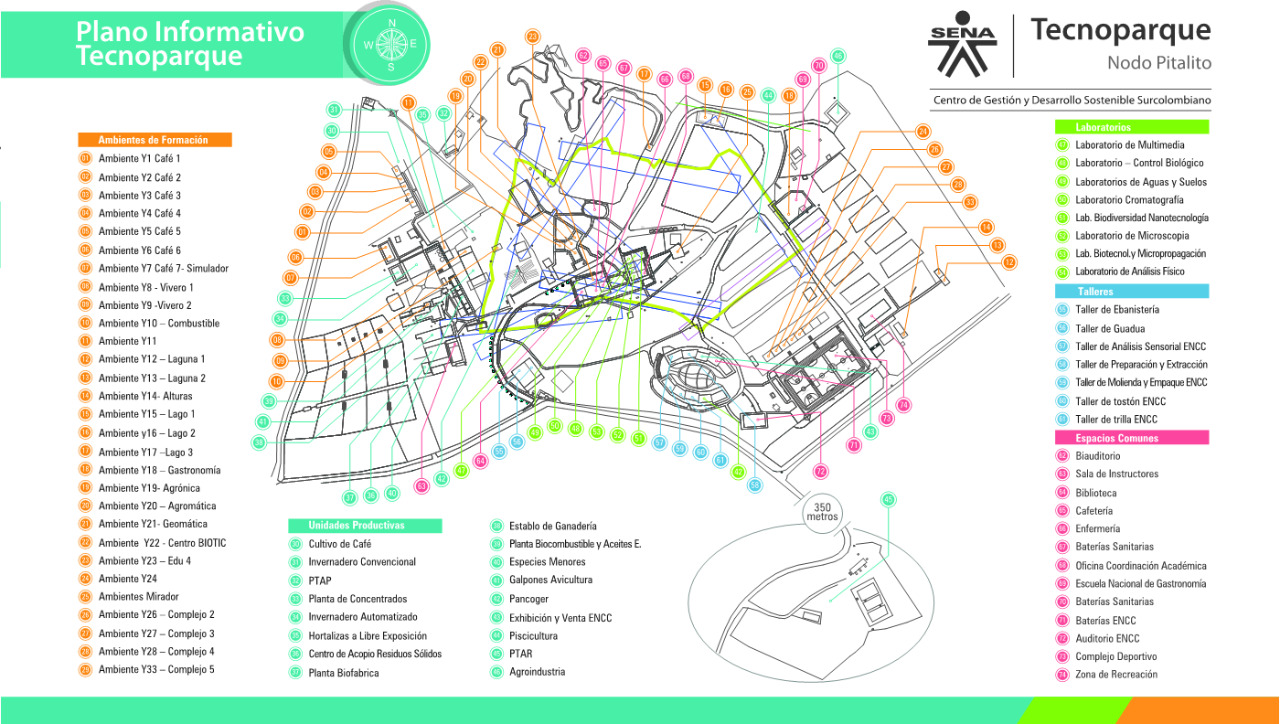 Plano Informativo
Tecnoparque
N
W E
S
SENA
Tecnoparque
Nodo Pitalito
Centro de Gestión y Desarrollo Sostenible Surcolombiano
Ambientes de Formación
01 Ambiente Y1 Café 1
02 Ambiente Y2 Café 2
03 Ambiente Y3 Café 3
04 Ambiente Y4 Café 4
05 Ambiente Y5 Café 5
06 Ambiente Y6 Café 6
07 Ambiente Y7 Café 7- Simulador
08 Ambiente Y8 - Vivero 1
09 Ambiente Y9 -Vivero 2
10 Ambiente Y10 – Combustible
11 Ambiente Y11
12 Ambiente Y12 – Laguna 1
13 Ambiente Y13 – Laguna 2
14 Ambiente Y14- Alturas
15 Ambiente Y15 – Lago 1
16 Ambiente y16 – Lago 2
17 Ambiente Y17 –Lago 3
18 Ambiente Y18 – Gastronomía
19 Ambiente Y19- Agrónica
20 Ambiente Y20 – Agromática
21 Ambiente Y21- Geomática
22 Ambiente Y22 - Centro BIOTIC
23 Ambiente Y23 – Edu 4
24 Ambiente Y24
25 Ambientes Mirador
26 Ambiente Y26 – Complejo 2
27 Ambiente Y27 – Complejo 3
28 Ambiente Y28 – Complejo 4
29 Ambiente Y33 – Complejo 5
Unidades Productivas
30 Cultivo de Café
31 Invernadero Convencional
32 PTAP
33 Planta de Concentrados
34 Invernadero Automatizado
35 Hortalizas a Libre Exposición
36 Centro de Acopio Residuos Sólidos
37 Planta Biofabrica
Establo de Ganadería
39 Planta Biocombustible y Aceites E.
40 Especies Menores
41 Galpones Avicultura
42 Pancoger
43 Exhibición y Venta ENCC
44 Piscicultura
45 PTAR
46 Agroindustria
350
metros
Laboratorios
47 Laboratorio de Multimedia
Laboratorio – Control Biológico
Laboratorios de Aguas y Suelos
Laboratorio Cromatografía
Lab. Biodiversidad Nanotecnología
Laboratorio de Microscopia
Lab. Biotecnol.y Micropropagación
Laboratorio de Análisis Físico
Talleres
55 Taller de Ebanistería
56 Taller de Guadua
57 Taller de Análisis Sensorial ENCC
58 Taller de Preparación y Extracción
59 Taller de Molienda y Empaque ENCC
60 Taller de tostón ENCC
61 Taller de trilla ENCC
Espacios Comunes
62 Biauditorio
63 Sala de Instructores
64 Biblioteca
65 Cafetería
66 Enfermería
67 Baterías Sanitarias
68 Oficina Coordinación Académica
69 Escuela Nacional de Gastronomía
70 Baterías Sanitarias
71 Baterías ENCC
72 Auditorio ENCC
73 Complejo Deportivo
74 Zona de Recreación